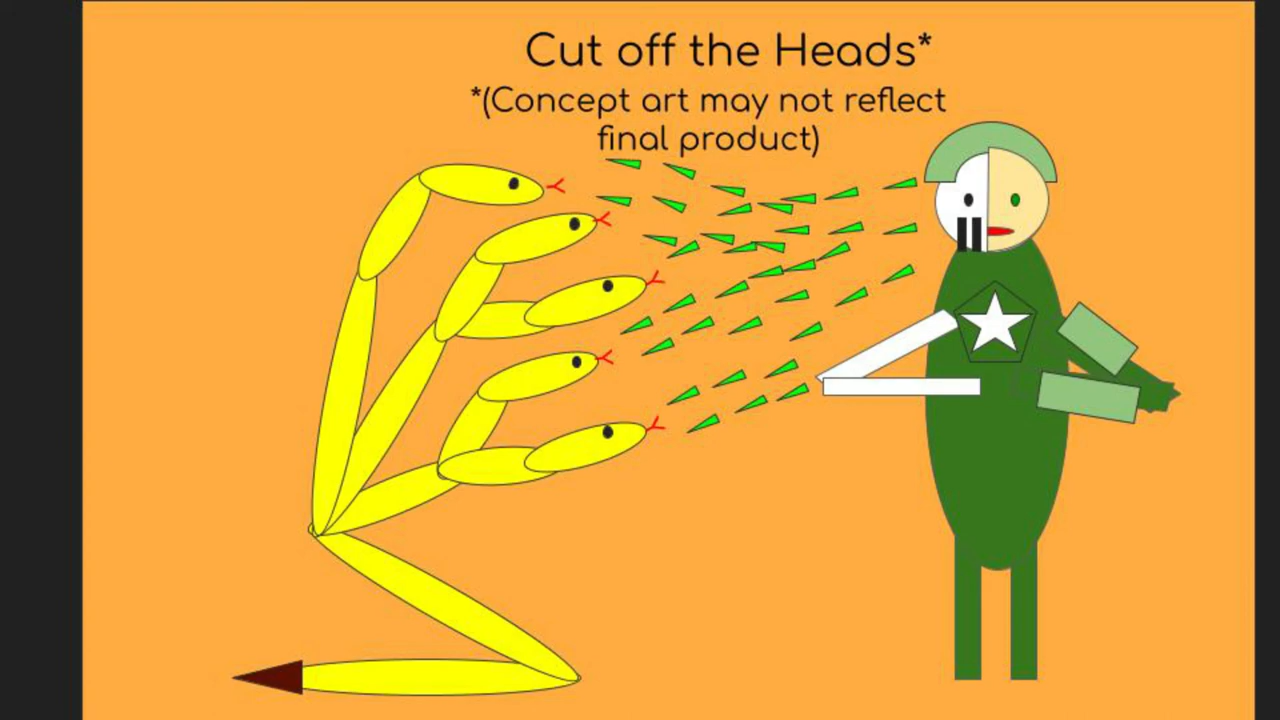 Cut off the Heads*
*(Concept art may not reflect
final product)